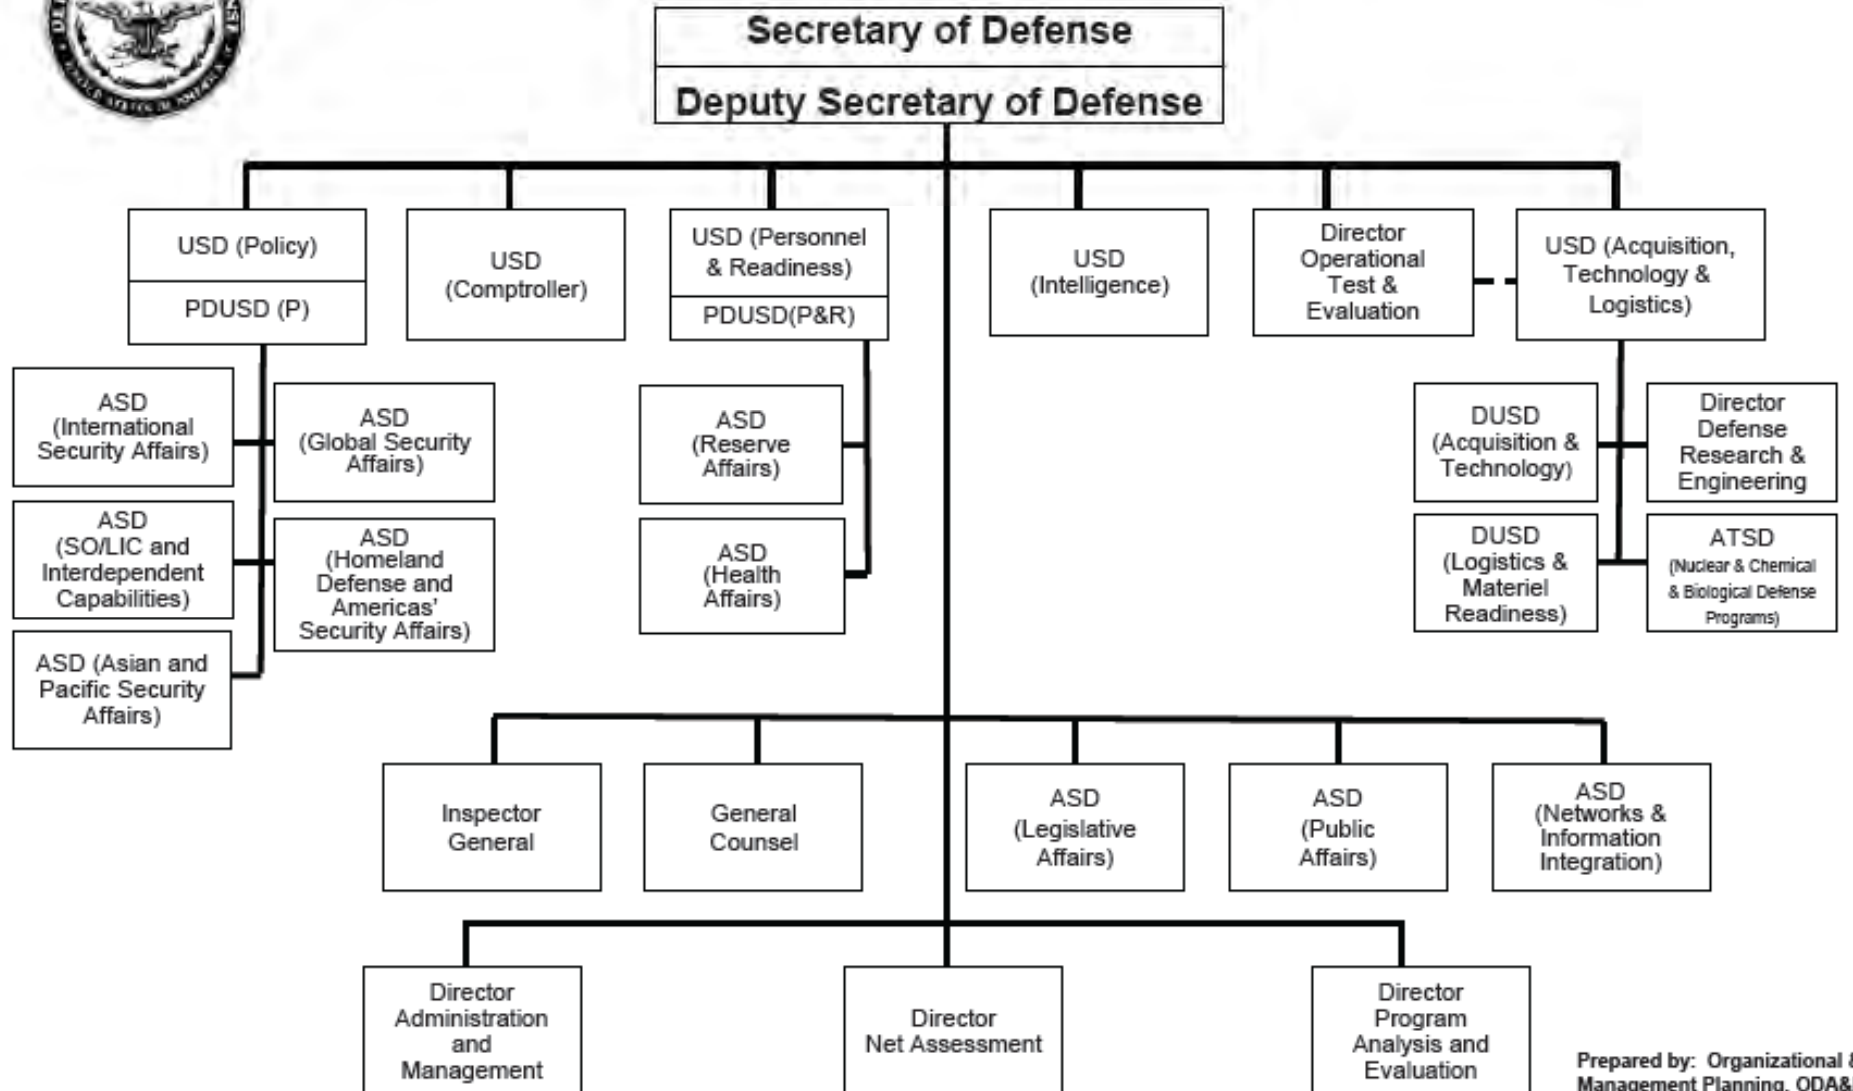 Secretary of Defense
Deputy Secretary of Defense
USD (Policy)
PDUSD (P)
USD
(Comptroller)
USD (Personnel
& Readiness)
PDUSD(P&R)
USD
(Intelligence)
Director
Operational
Test &
Evaluation
USD (Acquisition,
Technology &
Logistics)
ASD
(International
Security Affairs)
ASD
(Global Security
Affairs)
ASD
(SO/LIC and
Interdependent
Capabilities)
ASD
(Homeland
Defense and
Americas'
Security Affairs)
ASD (Asian and
Pacific Security
Affairs)
ASD
(Reserve
Affairs)
ASD
(Health
Affairs)
DUSD
(Acquisition &
Technology)
Director
Defense
Research &
Engineering
DUSD
(Logistics &
Materiel
Readiness)
ATSD
(Nuclear & Chemical
& Biological Defense
Programs)
Inspector
General
General
Counsel
ASD
(Legislative
Affairs)
ASD
(Public
Affairs)
ASD
(Networks &
Information
Integration)
Director
Administration
and
Management
Director
Net Assessment
Director
Program
Analysis and
Evaluation
Prepared by: Organizational &
Management Planning, ODA&